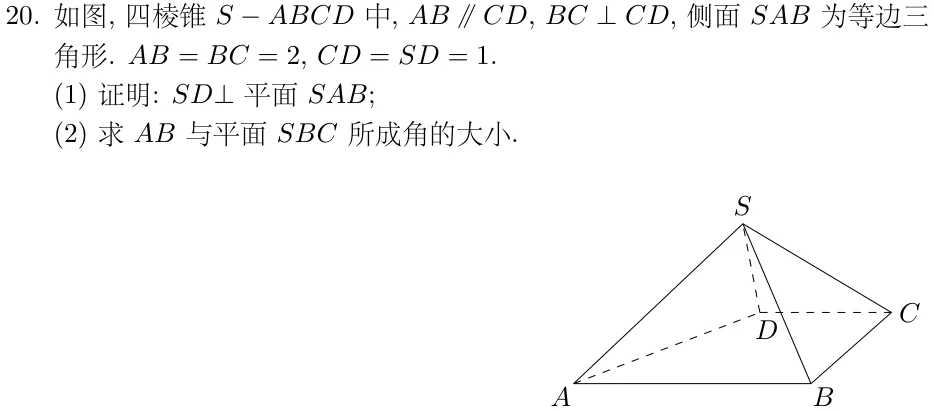 20. 如图, 四棱锥 S − ABCD 中, AB ∥ CD, BC ⊥ CD, 侧面 SAB 为等边三
角形. AB = BC = 2, CD = SD = 1.
(1) 证明: SD⊥ 平面 SAB;
(2) 求 AB 与平面 SBC 所成角的大小.
S
C
D
A
B